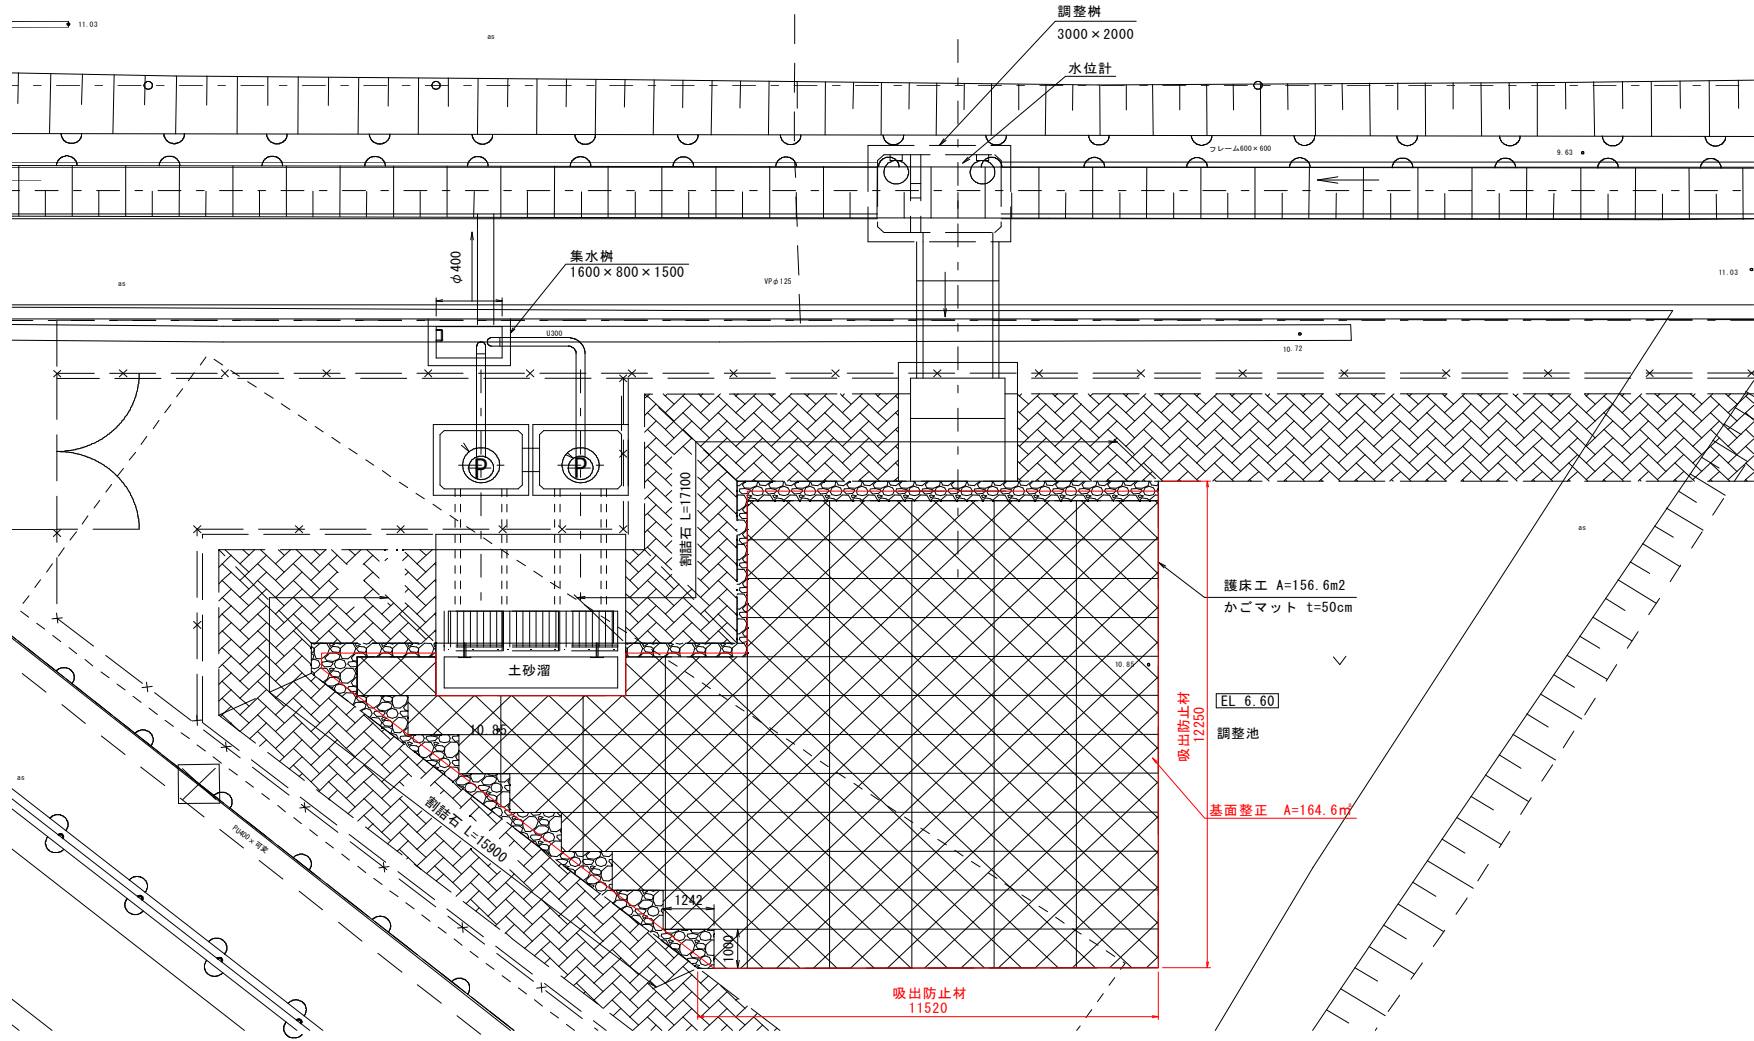 調整桝
3000×2000
水位計
11.03
as
フレーム600×600
9.63
集水桝
1600×800×1500
φ400
as
VPφ125
11.03
U300
10.72
P
P
割詰石 L=17100
as
護床工 A=156.6m2
かごマット t=50cm
土砂溜
10.85
EL 6.60
調整池
吸出防止材
12250
10.85
as
割詰石 L=15900
基面整正 A=164.6㎡
PU400×可変
1242
1000
吸出防止材
11520